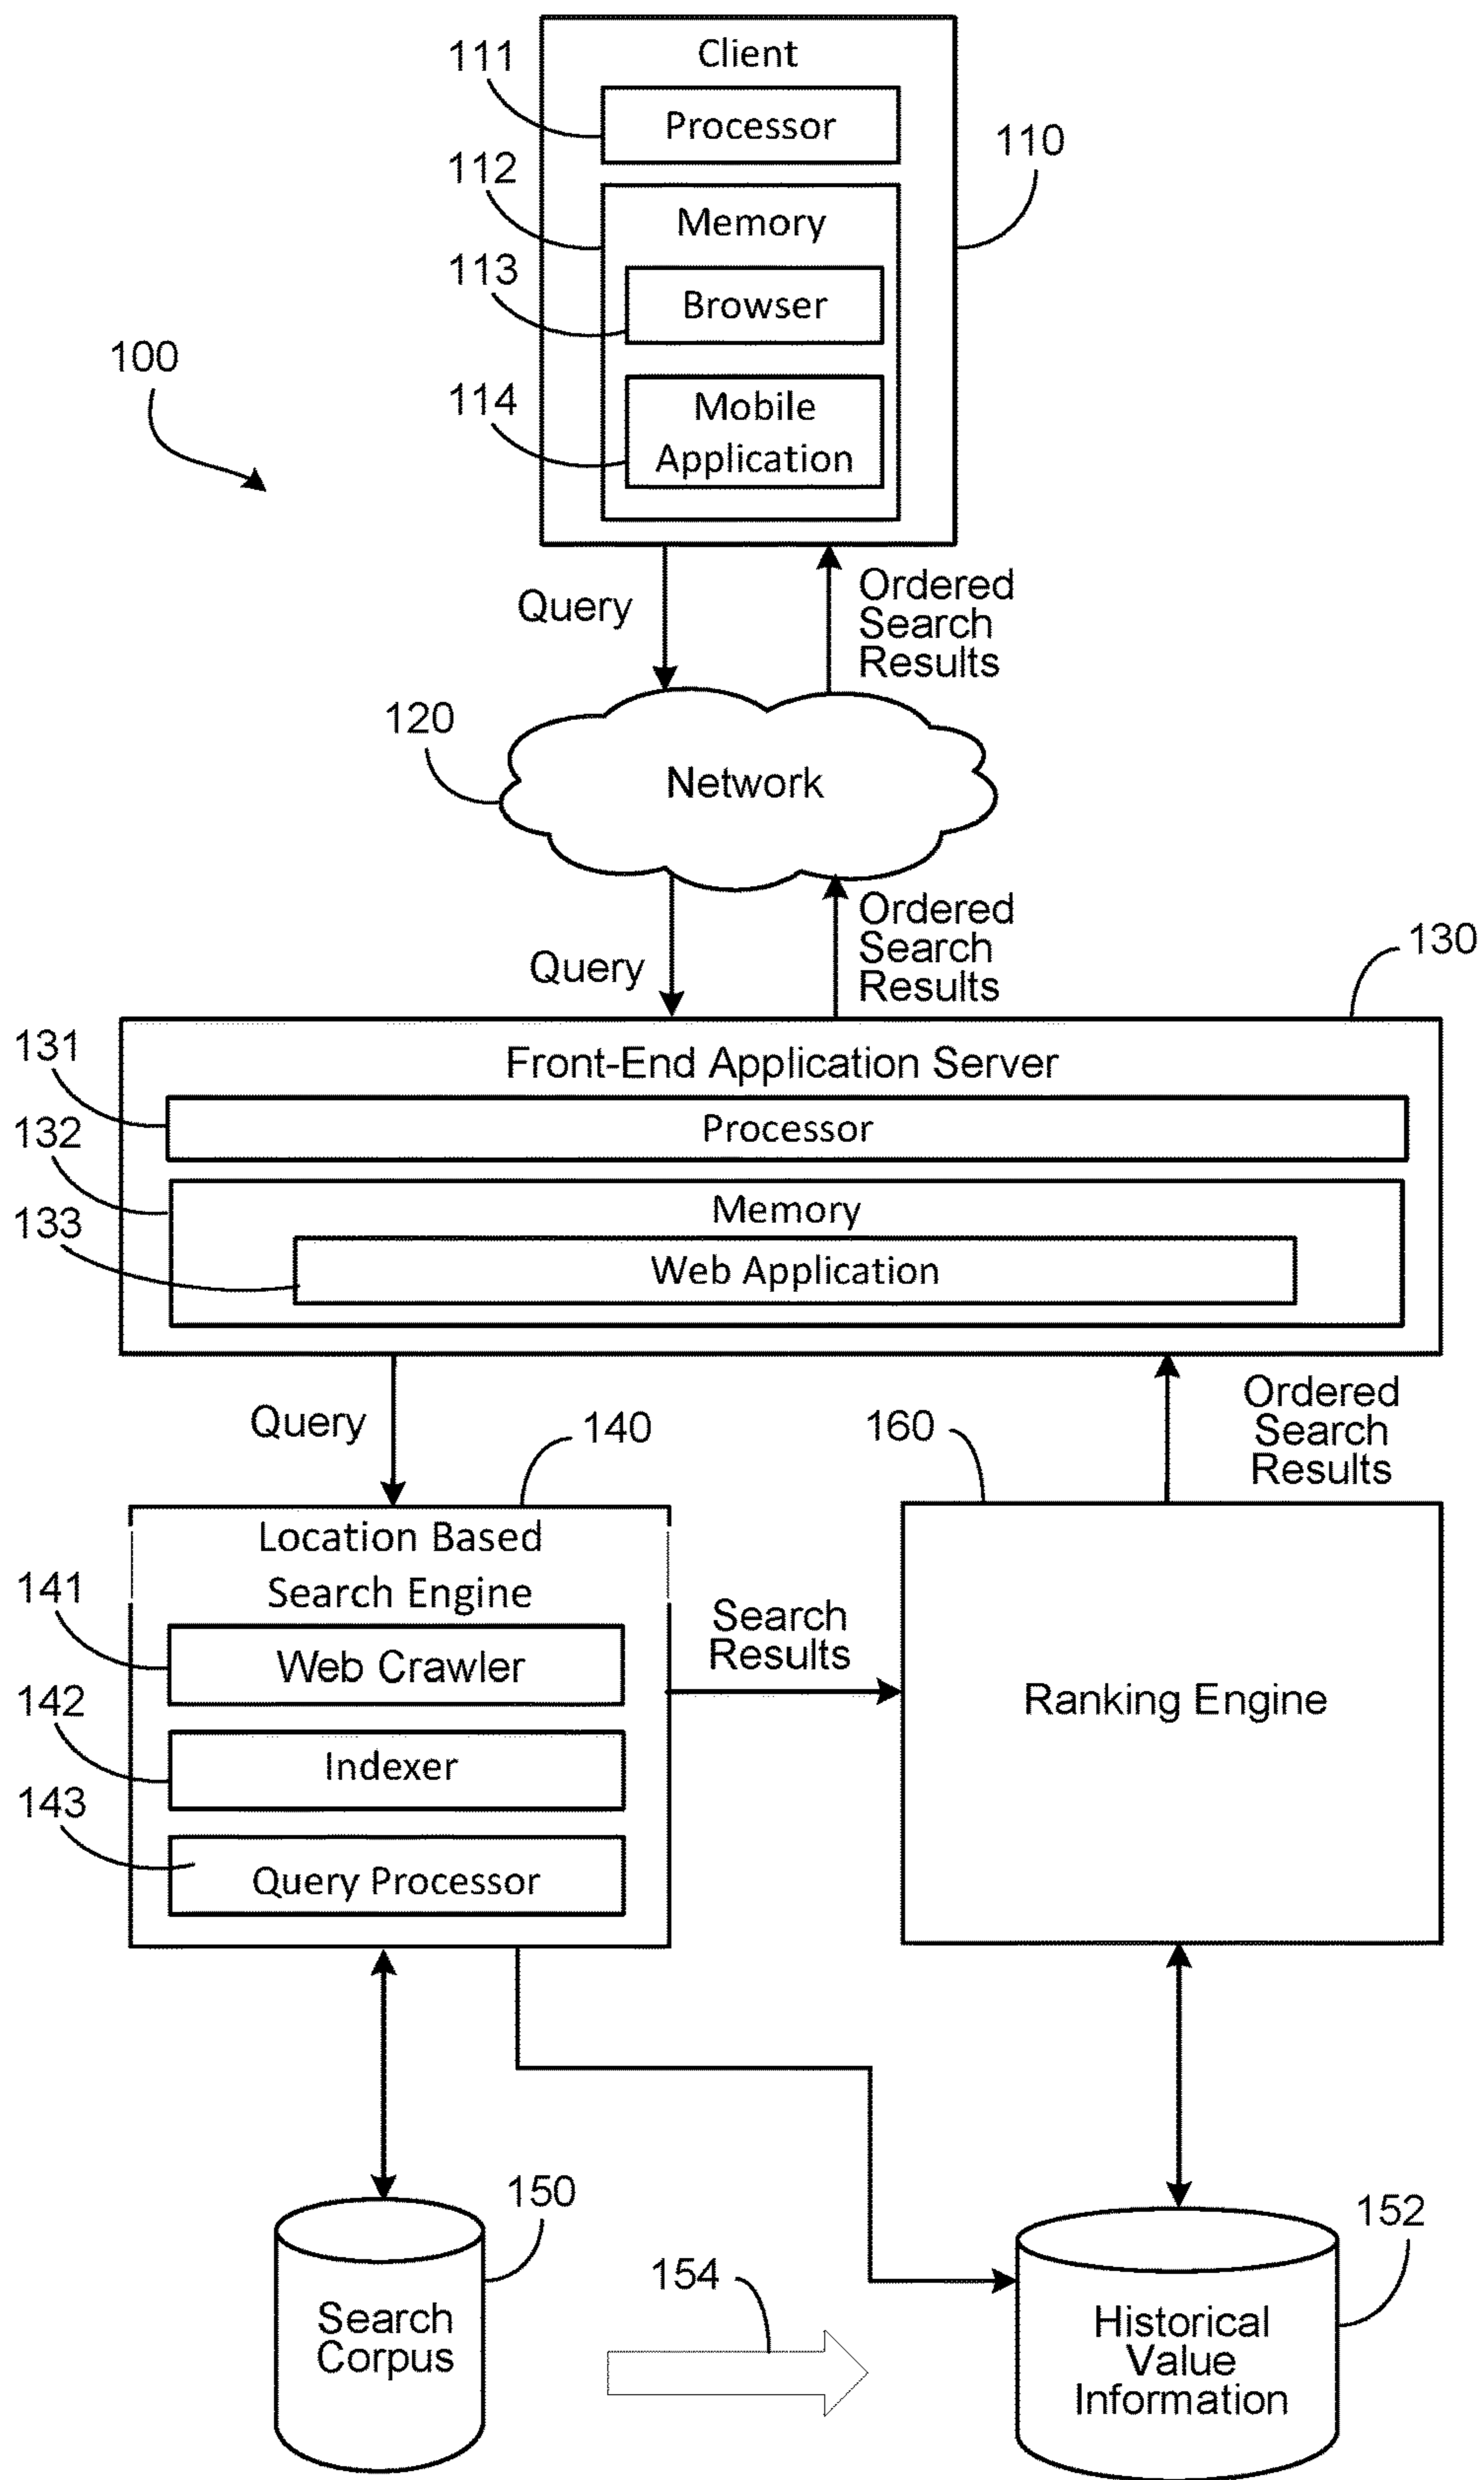 Client
111
Processor
110
112
Memory
113
Browser
100
114
Mobile
Application
Query
Ordered
Search
Results
120
Network
Query
Ordered
Search
Results
130
Front-End Application Server
131
Processor
132
Memory
133
Web Application
Query
140
160
Ordered
Search
Results
Location Based
Search Engine
141
Web Crawler
Search
Results
Ranking Engine
142
Indexer
143
Query Processor
150
152
154
Search
Corpus
Historical
Value
Information